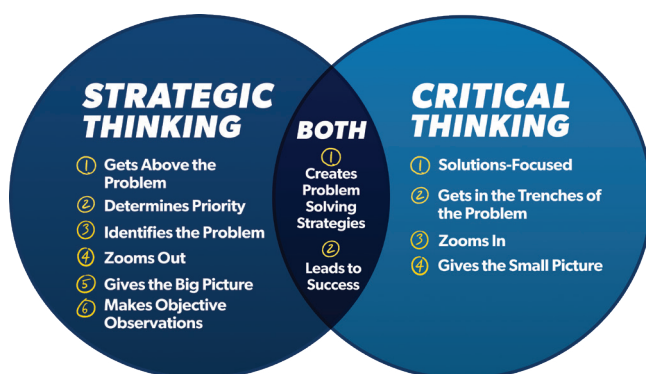 STRATEGIC
THINKING
① Gets Above the
Problem
② Determines Priority
③ Identifies the Problem
④ Zooms Out
⑤ Gives the Big Picture
⑥ Makes Objective
Observations
BOTH
①
Creates
Problem
Solving
Strategies
②
Leads to
Success
CRITICAL
THINKING
① Solutions-Focused
② Gets in the Trenches of
the Problem
③ Zooms In
④ Gives the Small Picture